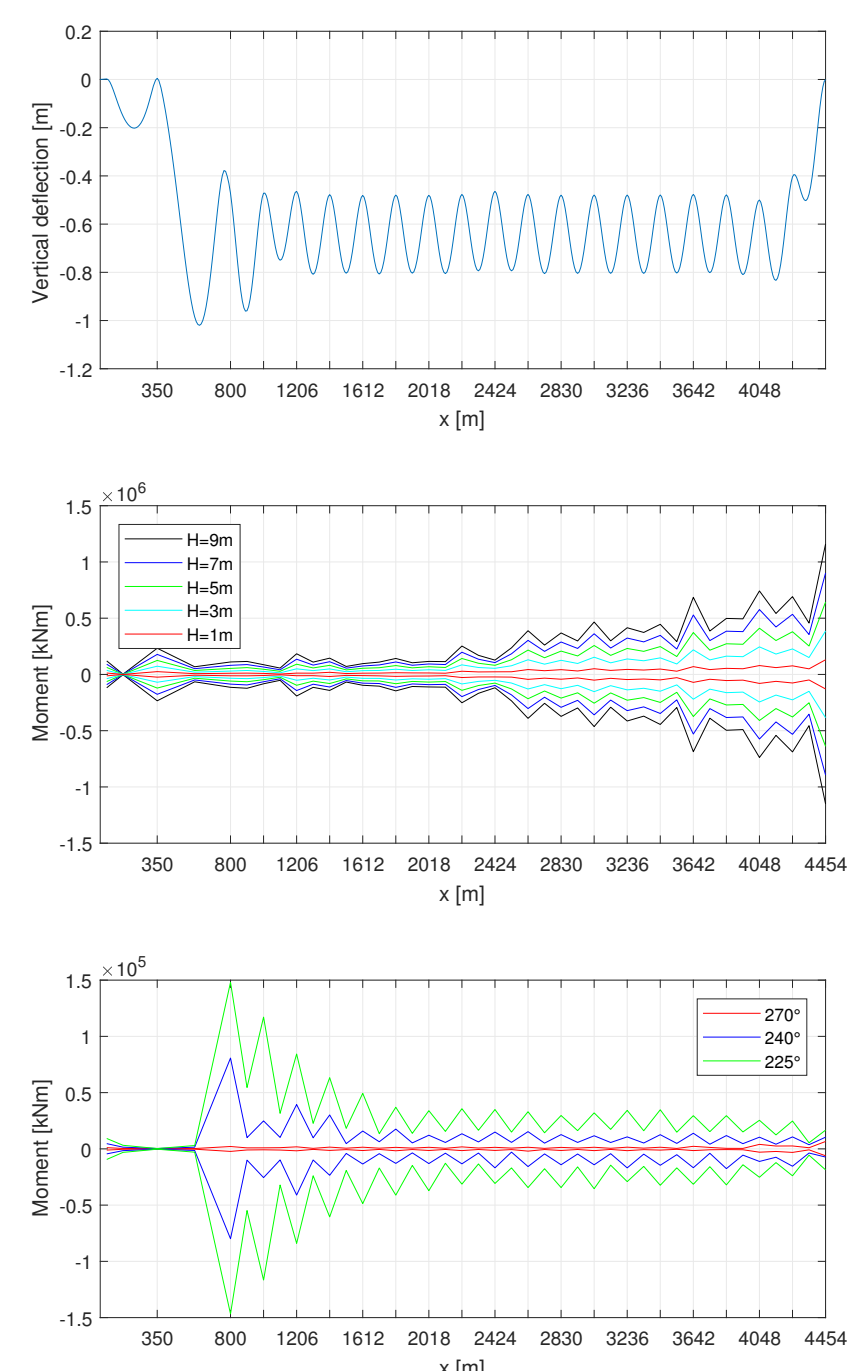 0.2
0
-0.2
-0.4
-0.6
-0.8
-1
-1.2
Vertical deflection [m]
350 800 1206 1612 2018 2424 2830 3236 3642 4048
x [m]
×10⁶
1.5
1
0.5
0
-0.5
-1
-1.5
Moment [kNm]
H=9m
H=7m
H=5m
H=3m
H=1m
350 800 1206 1612 2018 2424 2830 3236 3642 4048 4454
x [m]
×10⁵
1.5
1
0.5
0
-0.5
-1
-1.5
Moment [kNm]
270°
240°
225°
350 800 1206 1612 2018 2424 2830 3236 3642 4048 4454
x [m]